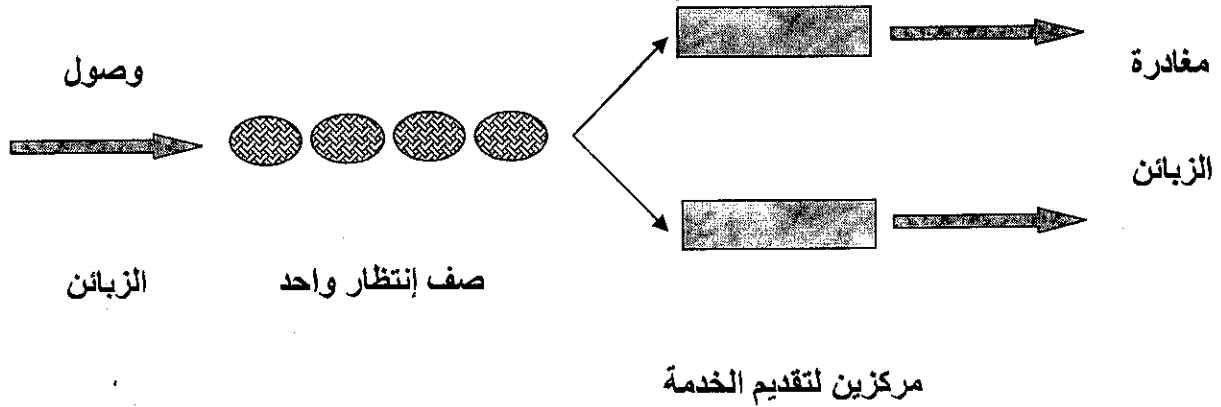 وصول
الزبائن
صف إنتظار واحد
مركزين لتقديم الخدمة
مغادرة
الزبائن